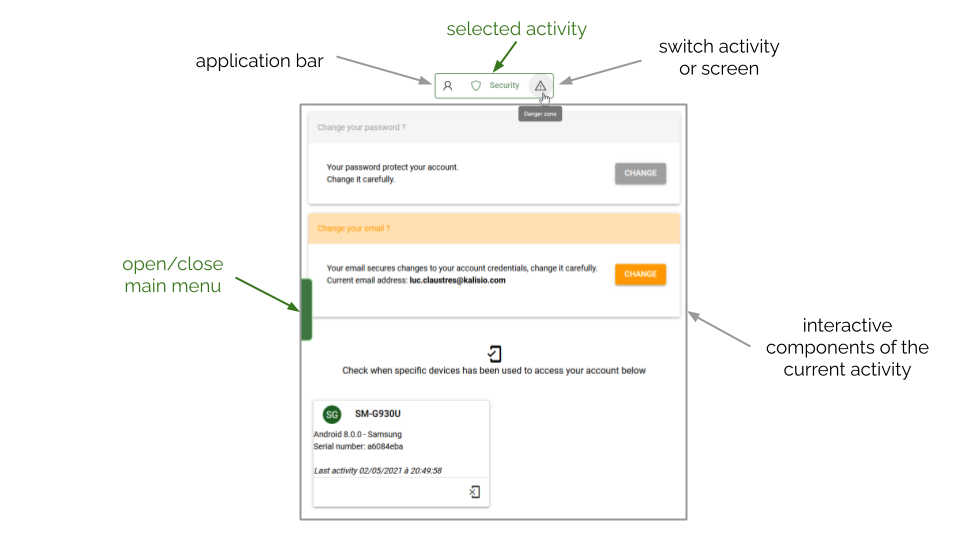 selected activity
application bar
switch activity
or screen
Security
Danger zone
Change your password ?
Your password protect your account.
Change it carefully.
CHANGE
Change your email ?
Your email secures changes to your account credentials, change it carefully.
Current email address: luc.claustres@kalisio.com
CHANGE
open/close
main menu
interactive
components of the
current activity
Check when specific devices has been used to access your account below
SG
SM-G930U
Android 8.0.0 - Samsung
Serial number: a6084eba
Last activity 02/05/2021 à 20:49:58